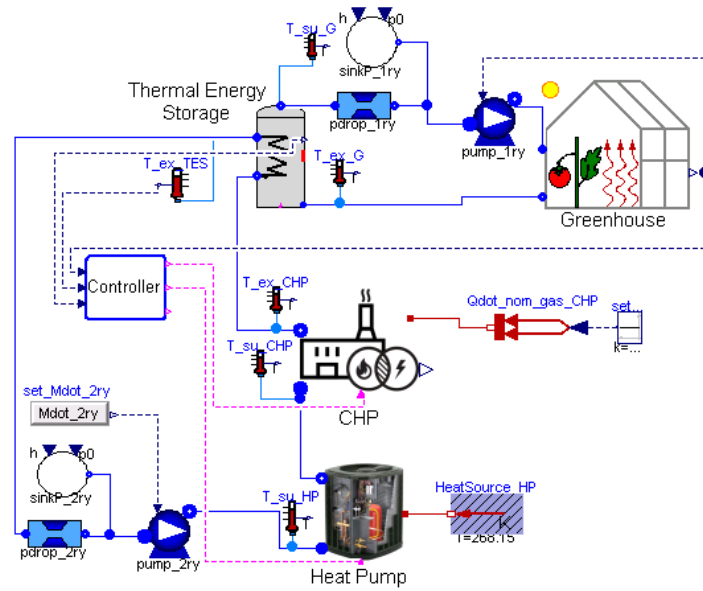 T_su_G
h
p0
sinkP_1ry
Thermal Energy
Storage
pdrop_1ry
pump_1ry
T_ex_TES
T_ex_G
Greenhouse
Controller
T_ex_CHP
Qdot_nom_gas_CHP
set_
k=...
T_su_CHP
CHP
set_Mdot_2ry
Mdot_2ry
h
p0
sinkP_2ry
T_su_HP
HeatSource_HP
K
T=268.15
pdrop_2ry
pump_2ry
Heat Pump